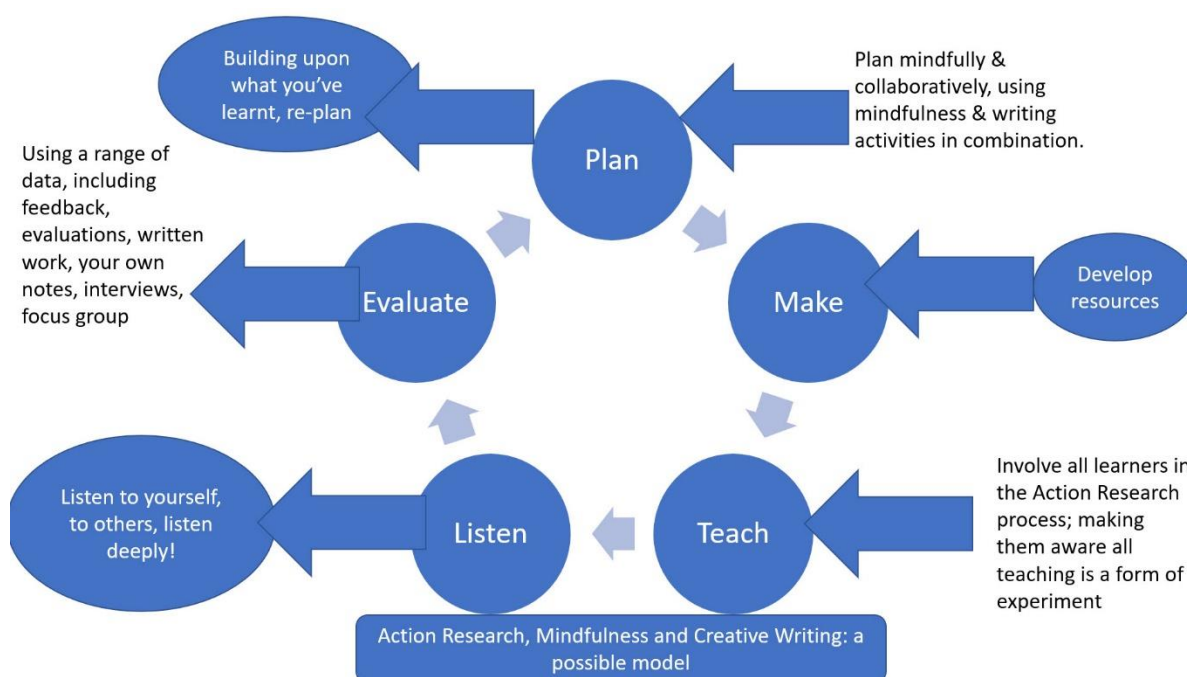 Building upon
what you've
learnt, re-plan
Plan
Plan mindfully &
collaboratively, using
mindfulness & writing
activities in combination.
Using a range of
data, including
feedback,
evaluations, written
work, your own
notes, interviews,
focus group
Evaluate
Make
Develop
resources
Listen to yourself,
to others, listen
deeply!
Listen
Teach
Involve all learners in
the Action Research
process; making
them aware all
teaching is a form of
experiment
Action Research, Mindfulness and Creative Writing: a
possible model